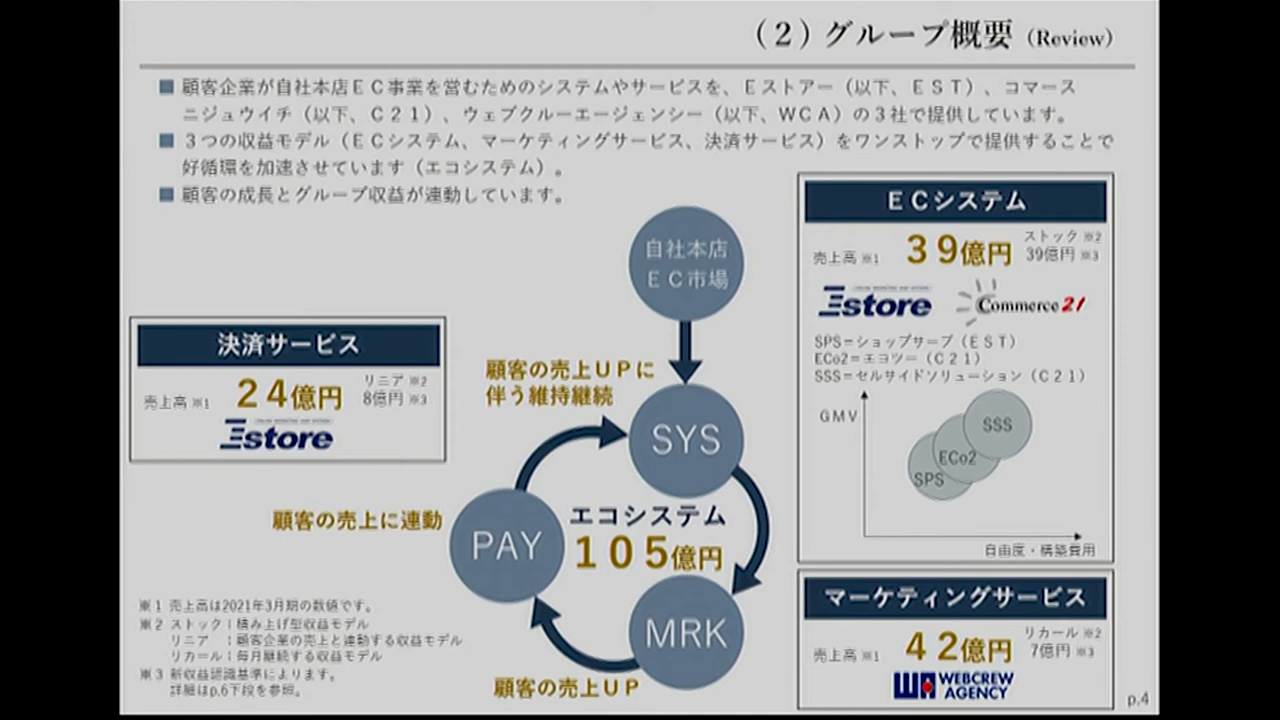 （２）グループ概要（Review）
■ 顧客企業が自社本店ＥＣ事業を営むためのシステムやサービスを、Ｅストアー（以下、ＥＳＴ）、コマース
ニジュウイチ（以下、Ｃ２１）、ウェブクルーエージェンシー（以下、ＷＣＡ）の３社で提供しています。
■ ３つの収益モデル（ＥＣシステム、マーケティングサービス、決済サービス）をワンストップで提供することで
好循環を加速させています（エコシステム）。
■ 顧客の成長とグループ収益が連動しています。
自社本店
ＥＣ市場
ＥＣシステム
売上高 ※1 ３９億円 ストック ※2
39億円 ※3
Estore Commerce 21
SPS=ショップサーブ（ＥＳＴ）
ECo2=エヨツー（Ｃ２１）
SSS=セルサイドソリューション（Ｃ２１）
GMV
SSS
ECo2
SPS
自由度・構築費用
決済サービス
売上高 ※1 ２４億円 リニア ※2
8億円 ※3
Estore
顧客の売上ＵＰに
伴う維持継続
SYS
顧客の売上に連動
PAY
エコシステム
１０５億円
MRK
顧客の売上ＵＰ
マーケティングサービス
売上高 ※1 ４２億円 リカール ※2
7億円 ※3
WEBCREW
AGENCY
※１ 売上高は2021年3月期の数値です。
※２ ストック：積み上げ型収益モデル
リニア ：顧客企業の売上と連動する収益モデル
リカール：毎月継続する収益モデル
※３ 新収益認識基準によります。
詳細はp.6下段を参照。
p.4